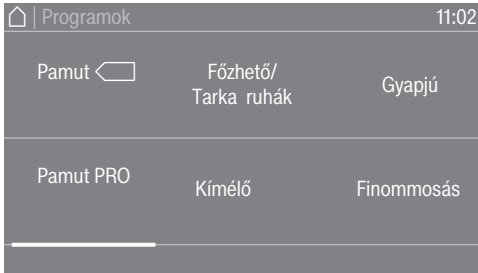 Programok 11:02
Pamut
Főzhető/
Tarka ruhák
Gyapjú
Pamut PRO
Kímélő
Finommosás